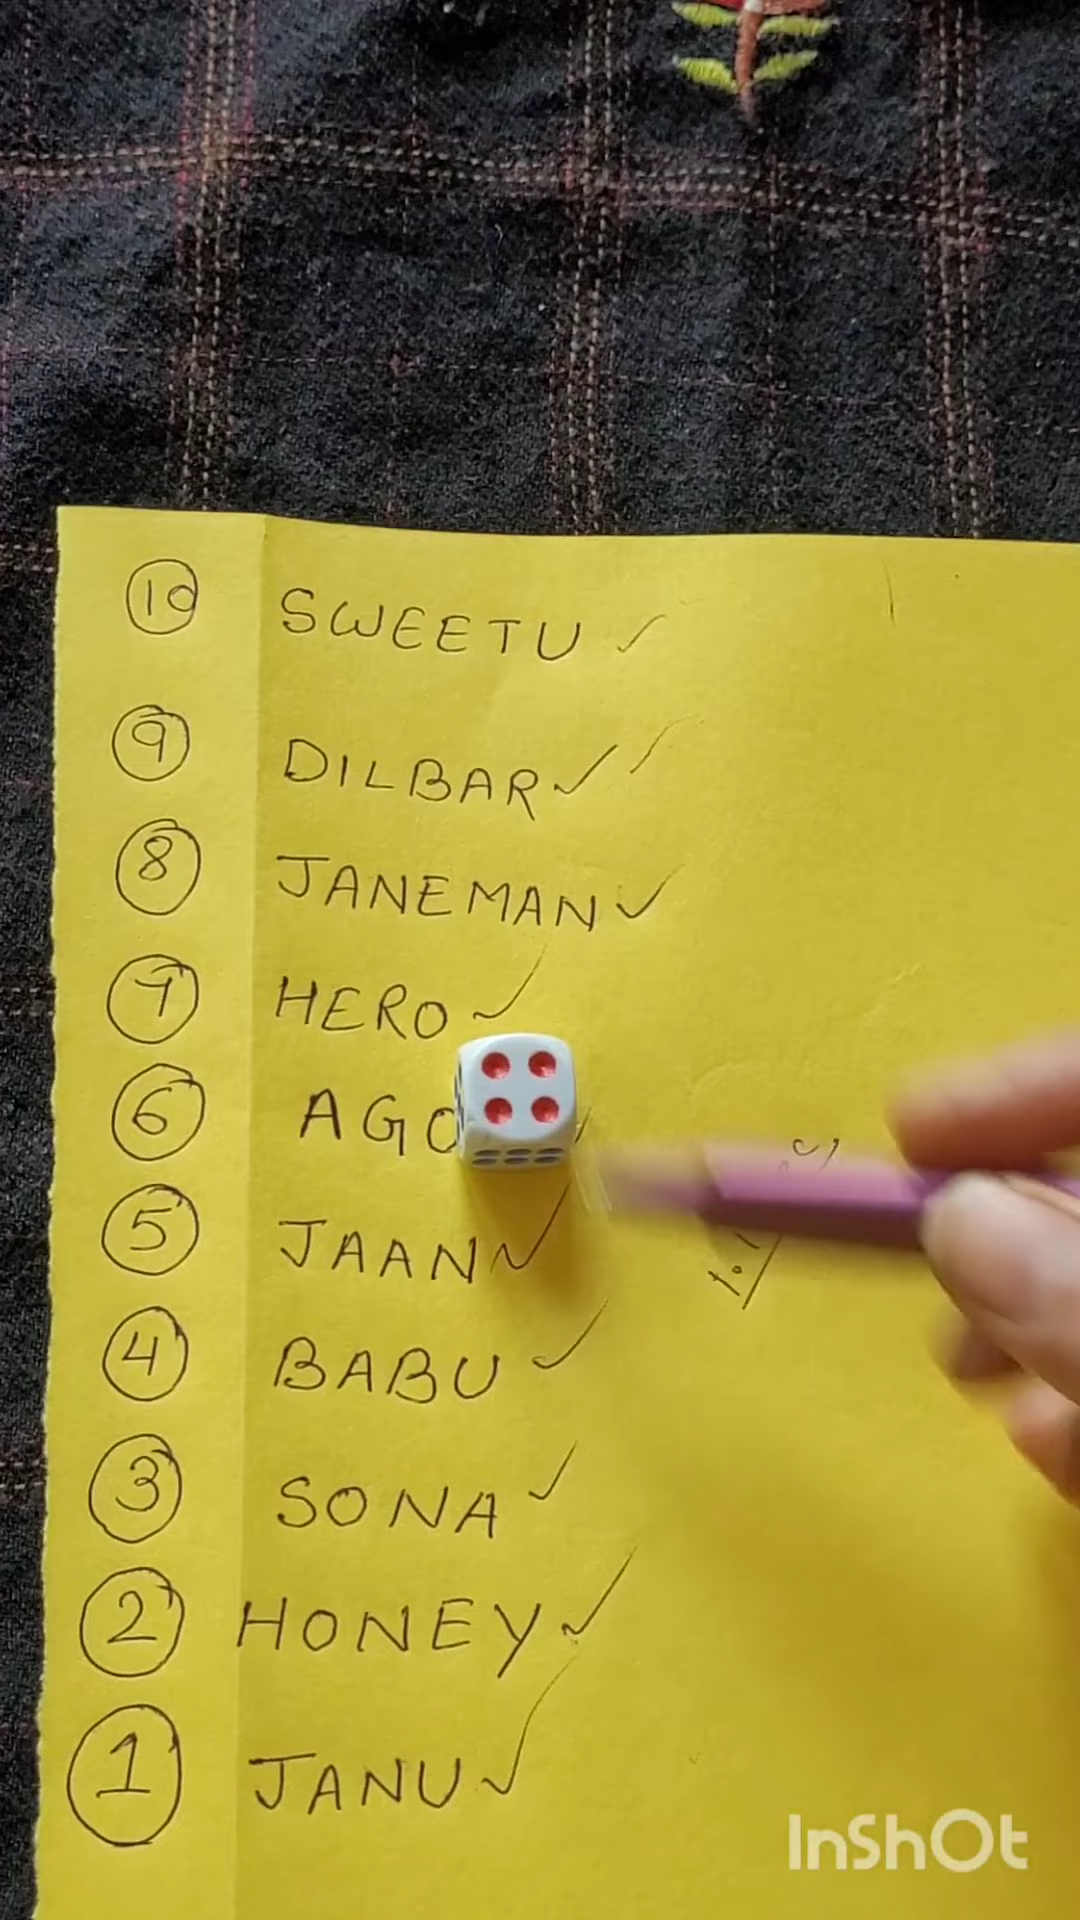 10 SWEETU
9 DILBAR
8 JANEMAN
7 HERO
6 AGO
5 JAAN
4 BABU
3 SONA
2 HONEY
1 JANU
InShOt